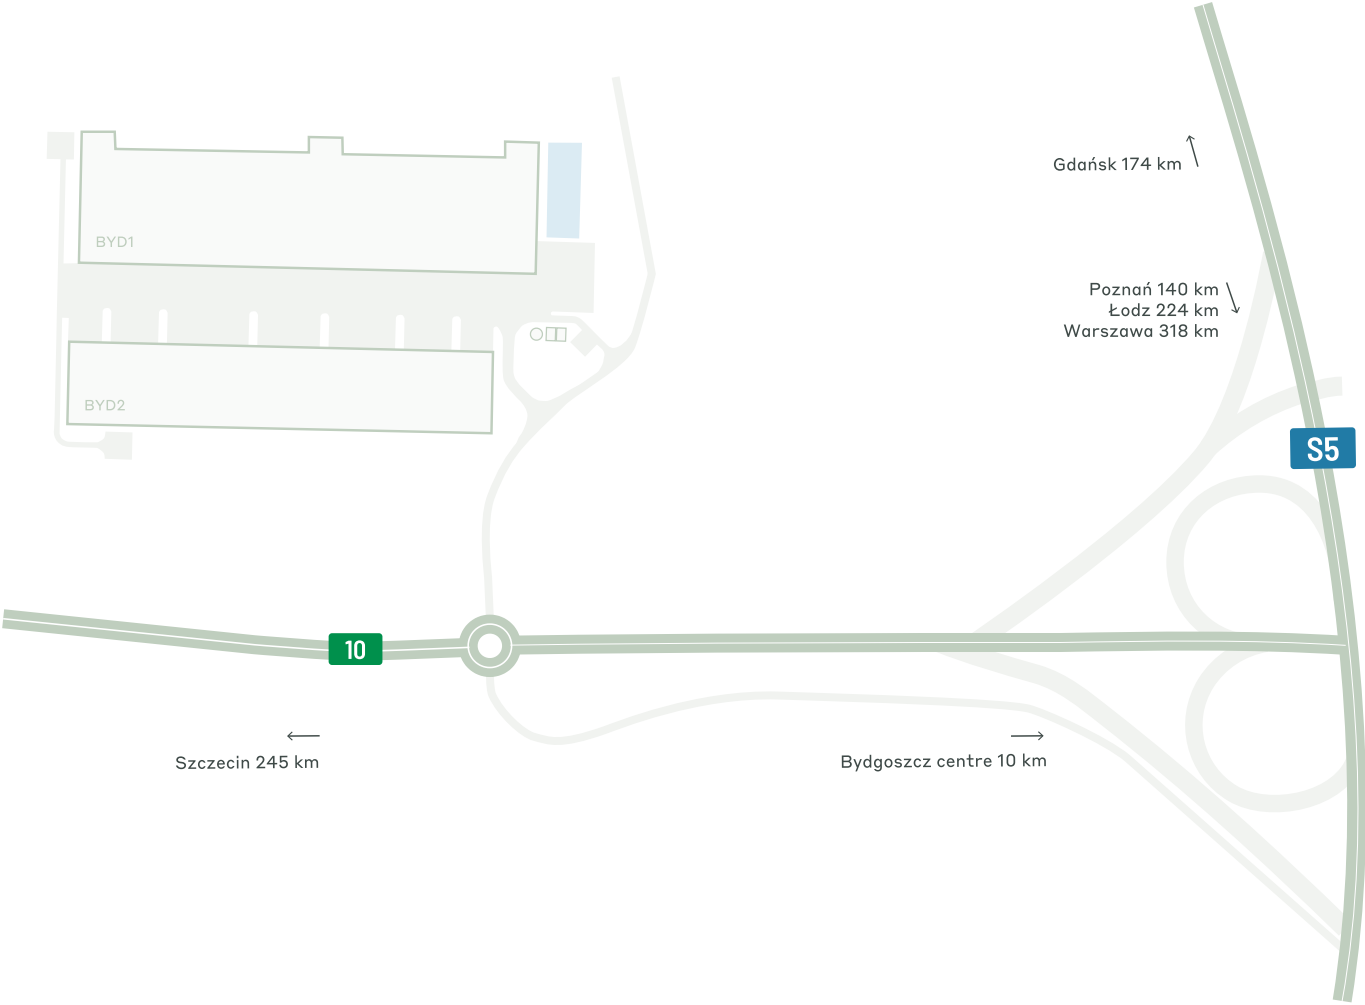 Gdańsk 174 km
BYD1
Poznań 140 km
Łodz 224 km
Warszawa 318 km
BYD2
S5
10
Szczecin 245 km
Bydgoszcz centre 10 km